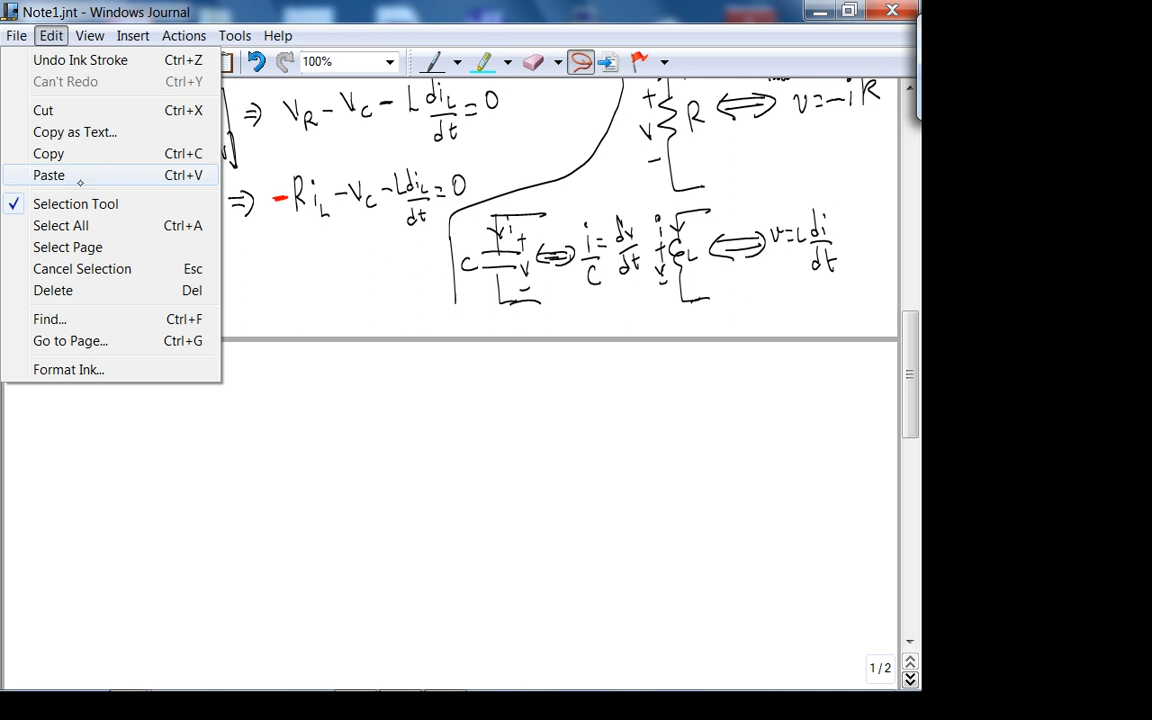 Note1.jnt - Windows Journal
File Edit View Insert Actions Tools Help
100%
Undo Ink Stroke Ctrl+Z
Can't Redo Ctrl+Y
Cut Ctrl+X
Copy as Text...
Copy Ctrl+C
Paste Ctrl+V
Selection Tool
Select All Ctrl+A
Select Page
Cancel Selection Esc
Delete Del
Find... Ctrl+F
Go to Page... Ctrl+G
Format Ink...
⇒ V_R - V_C - L di_L/dt = 0
+ V - R ⇔ v = -iR
⇒ -R i_L - V_C - L di_L/dt = 0
C i + v - ⇔ i/C = dv/dt i + v - L ⇔ v = L di/dt
1 / 2